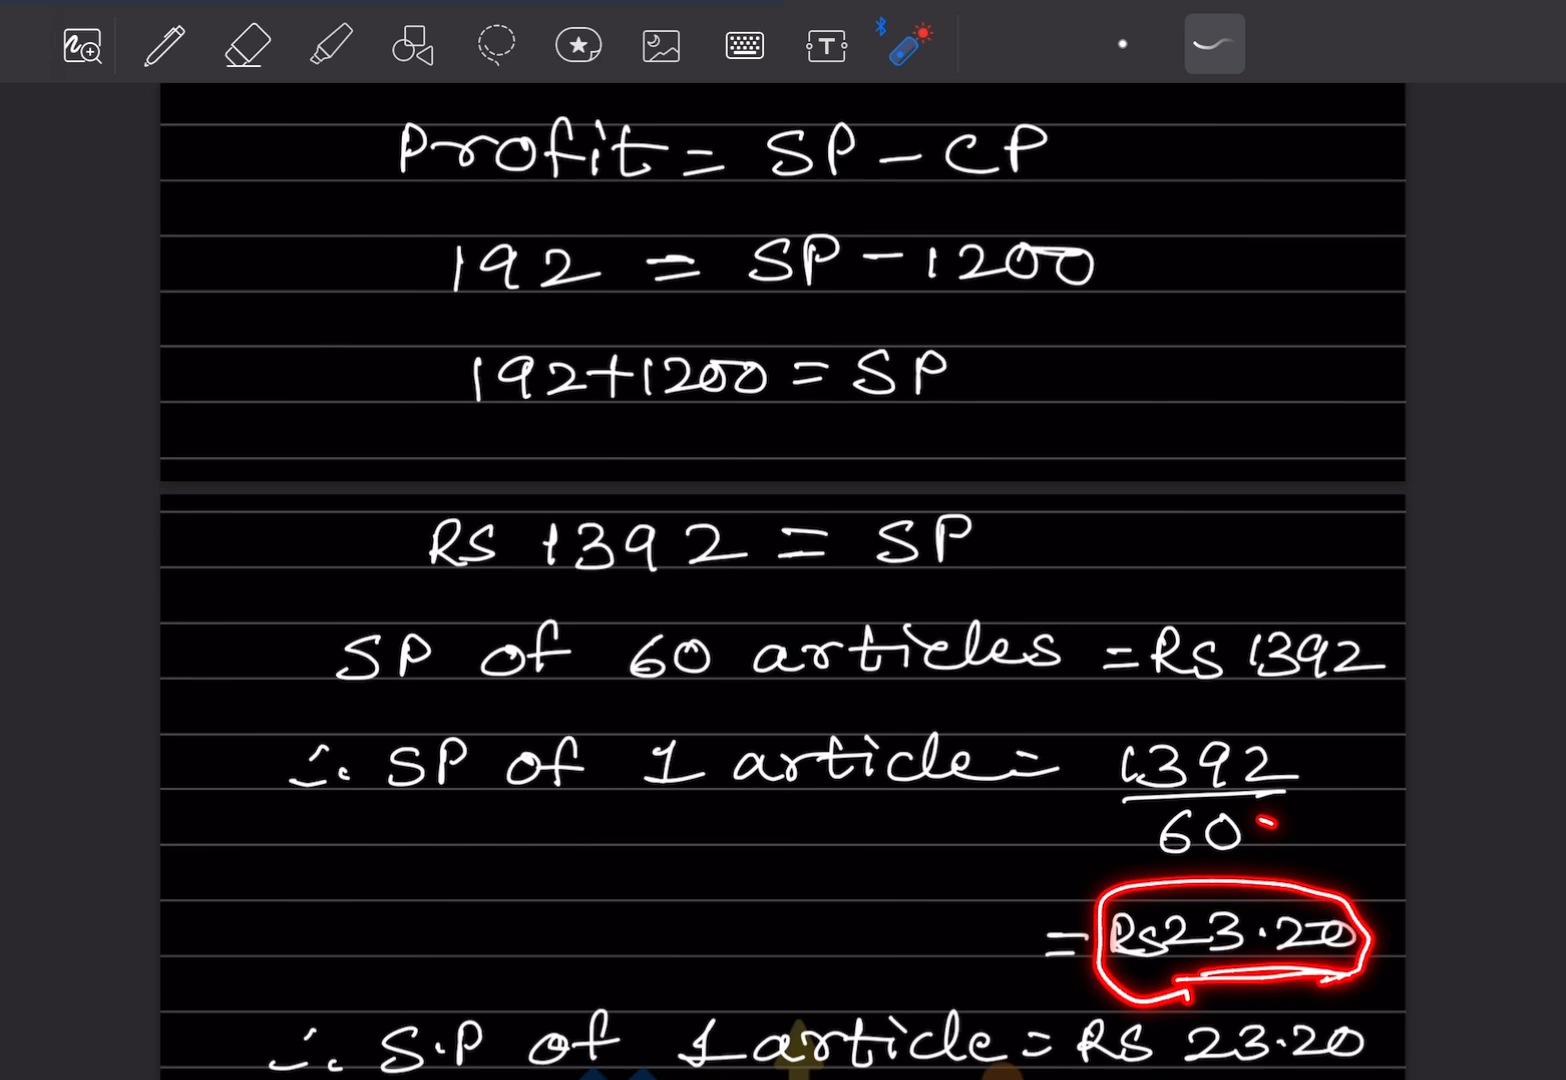 Profit = SP - CP
192 = SP - 1200
192+1200 = SP
RS 1392 = SP
SP of 60 articles = RS 1392
∴ SP of 1 article = 1392
60
= RS 23.20
∴ S.P of 1 article = RS 23.20